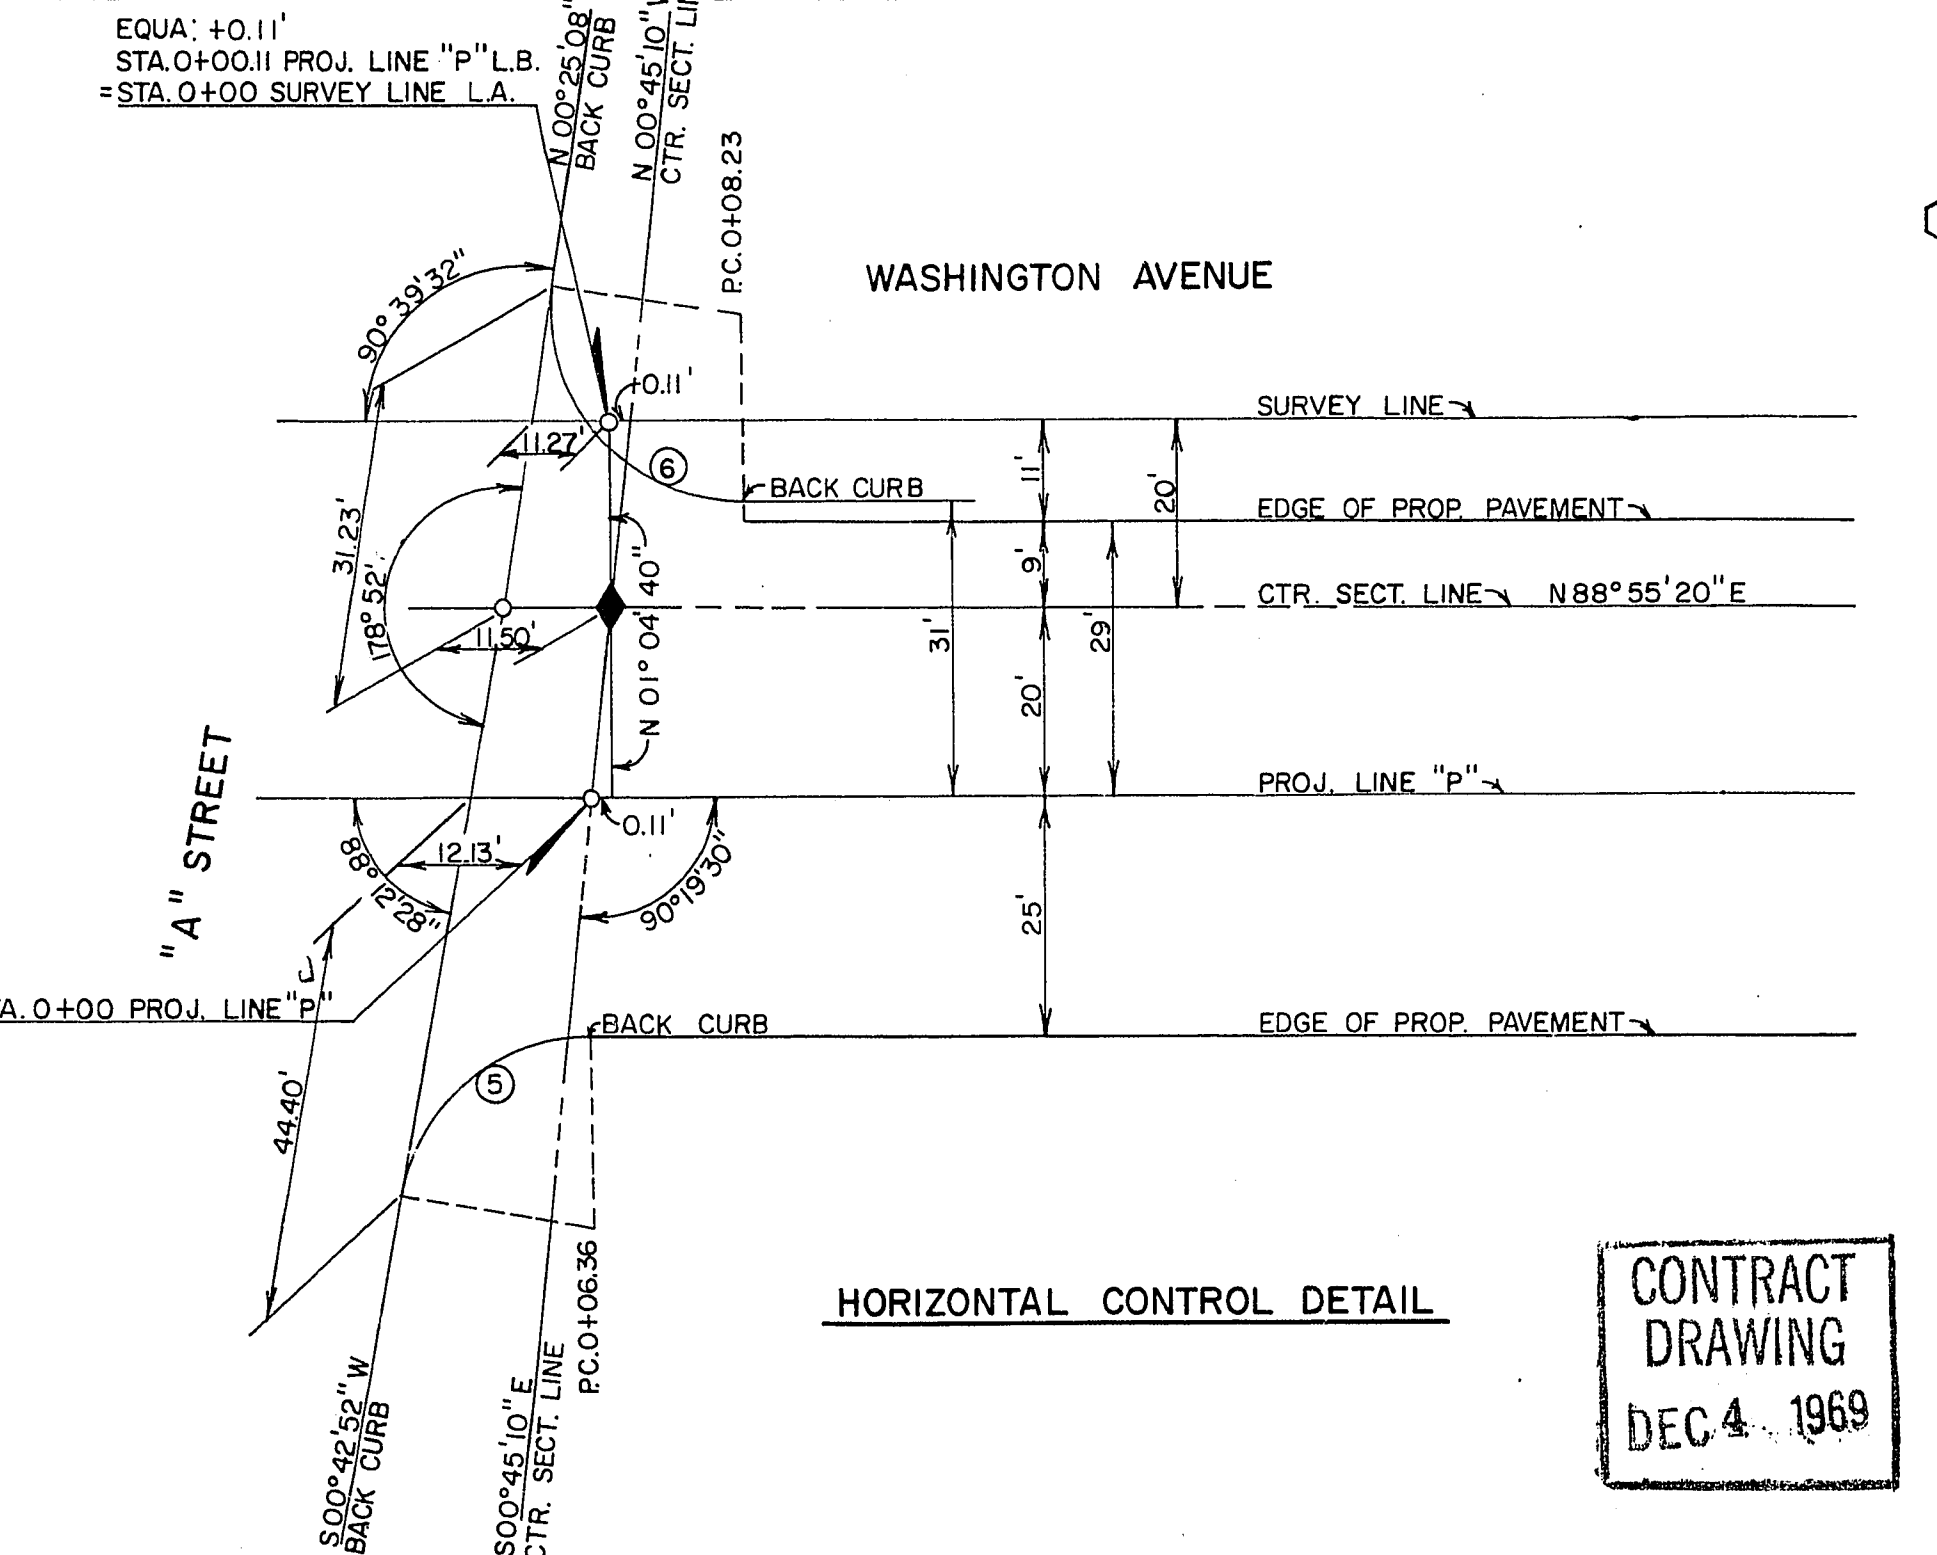 EQUA: +0.11'
STA.0+00.11 PROJ. LINE "P" L.B.
=STA. 0+00 SURVEY LINE L.A.
N 00°25'08"
BACK CURB
N 00°45'10"
CTR. SECT.
P.C.0+08.23
WASHINGTON AVENUE
90°39'32"
+0.11'
SURVEY LINE
11.27'
6
BACK CURB
11'
20'
EDGE OF PROP. PAVEMENT
31.23'
178°52'
9'
CTR. SECT. LINE N88°55'20"E
11.50'
N 01°04'40"
31'
29'
20'
"A" STREET
PROJ. LINE "P"
0.11'
12.13'
88°12'28"
90°19'30"
25'
0+00 PROJ. LINE "P"
BACK CURB
EDGE OF PROP. PAVEMENT
44.40'
5
P.C.0+06.36
HORIZONTAL CONTROL DETAIL
S00°42'52"W
BACK CURB
S00°45'10"E
CTR. SECT. LINE
CONTRACT
DRAWING
DEC 4 1969